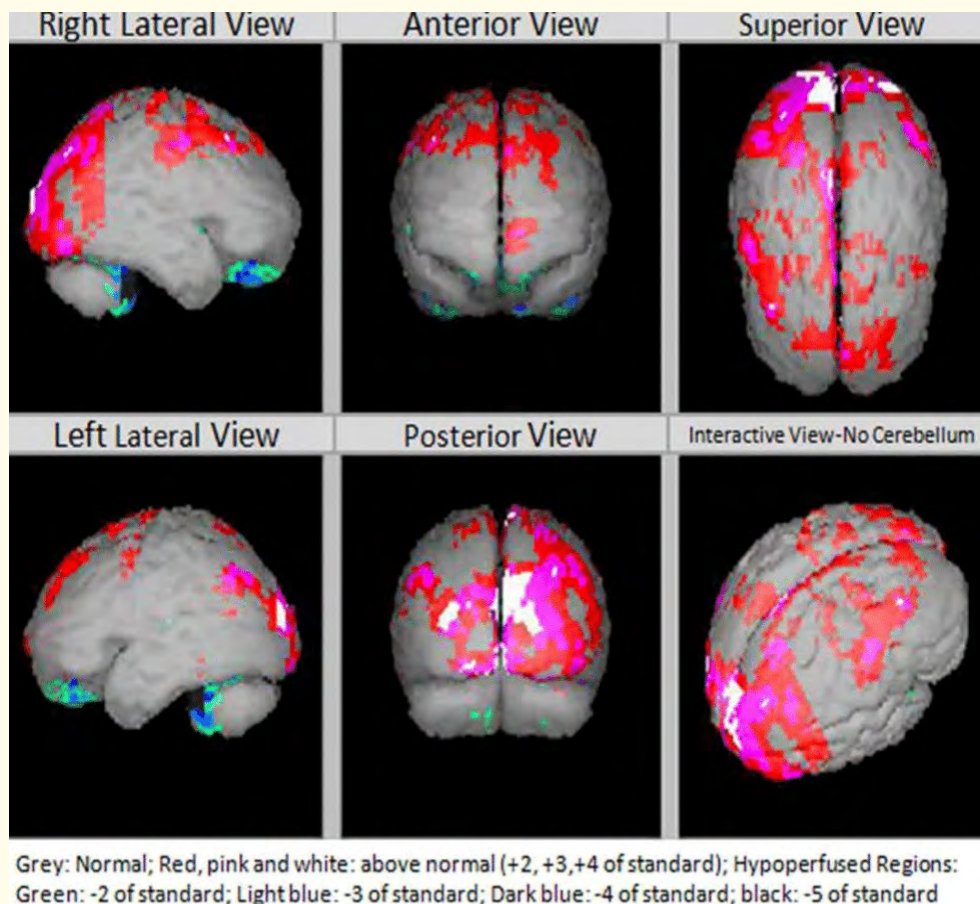 Right Lateral View
Anterior View
Superior View
Left Lateral View
Posterior View
Interactive View-No Cerebellum
Grey: Normal; Red, pink and white: above normal (+2, +3,+4 of standard); Hypoperfused Regions:
Green: -2 of standard; Light blue: -3 of standard; Dark blue: -4 of standard; black: -5 of standard